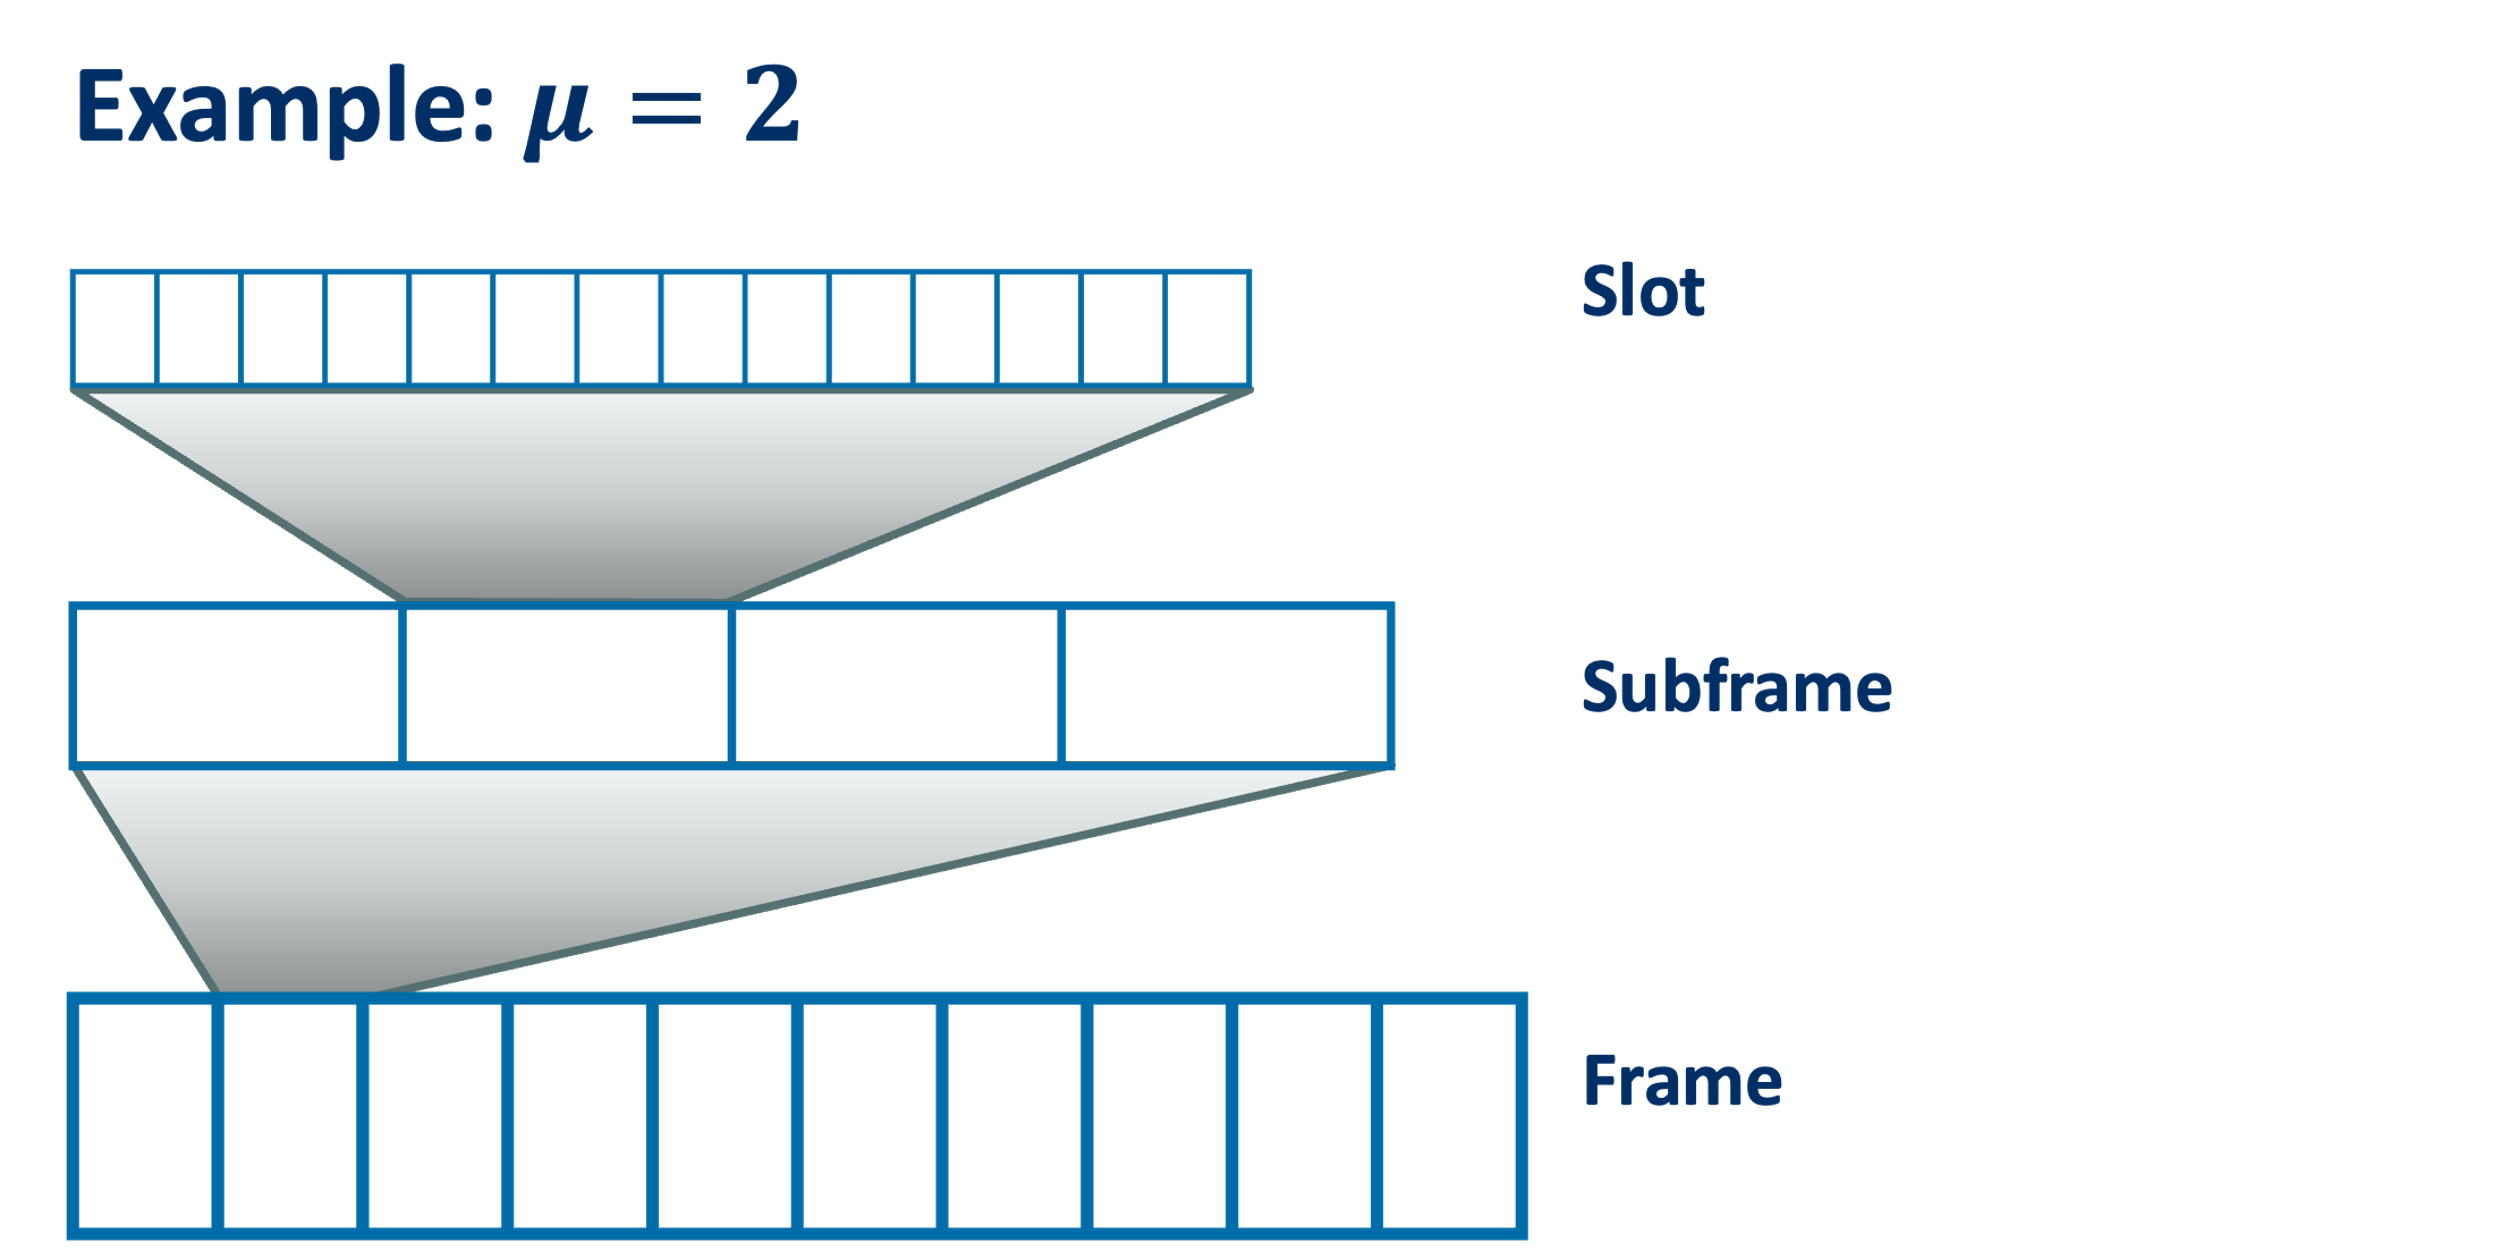 Example: μ = 2
Slot
Subframe
Frame